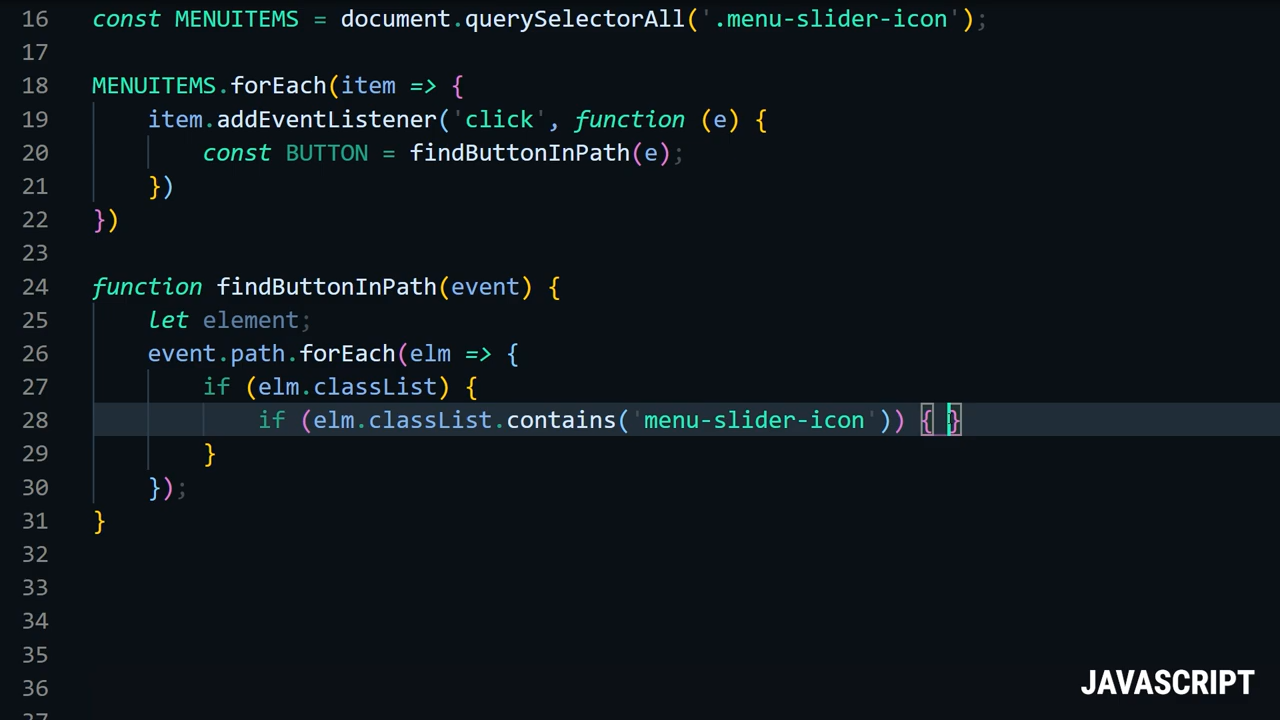 16 const MENUITEMS = document.querySelectorAll('.menu-slider-icon');
17
18 MENUITEMS.forEach(item => {
19     item.addEventListener('click', function (e) {
20         const BUTTON = findButtonInPath(e);
21     })
22 })
23
24 function findButtonInPath(event) {
25     let element;
26     event.path.forEach(elm => {
27         if (elm.classList) {
28             if (elm.classList.contains('menu-slider-icon')) { }
29         }
30     });
31 }
32
33
34
35
36
37
JAVASCRIPT